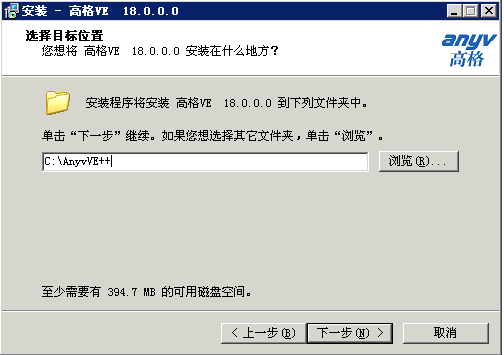 安装 - 高格VE  18.0.0.0
选择目标位置
您想将 高格VE  18.0.0.0 安装在什么地方?
anyv
高格
安装程序将安装 高格VE  18.0.0.0 到下列文件夹中。
单击“下一步”继续。如果您想选择其它文件夹,单击“浏览”。
C:\AnyvVE++
浏览(R)...
至少需要有 394.7 MB 的可用磁盘空间。
< 上一步(B)
下一步(N) >
取消